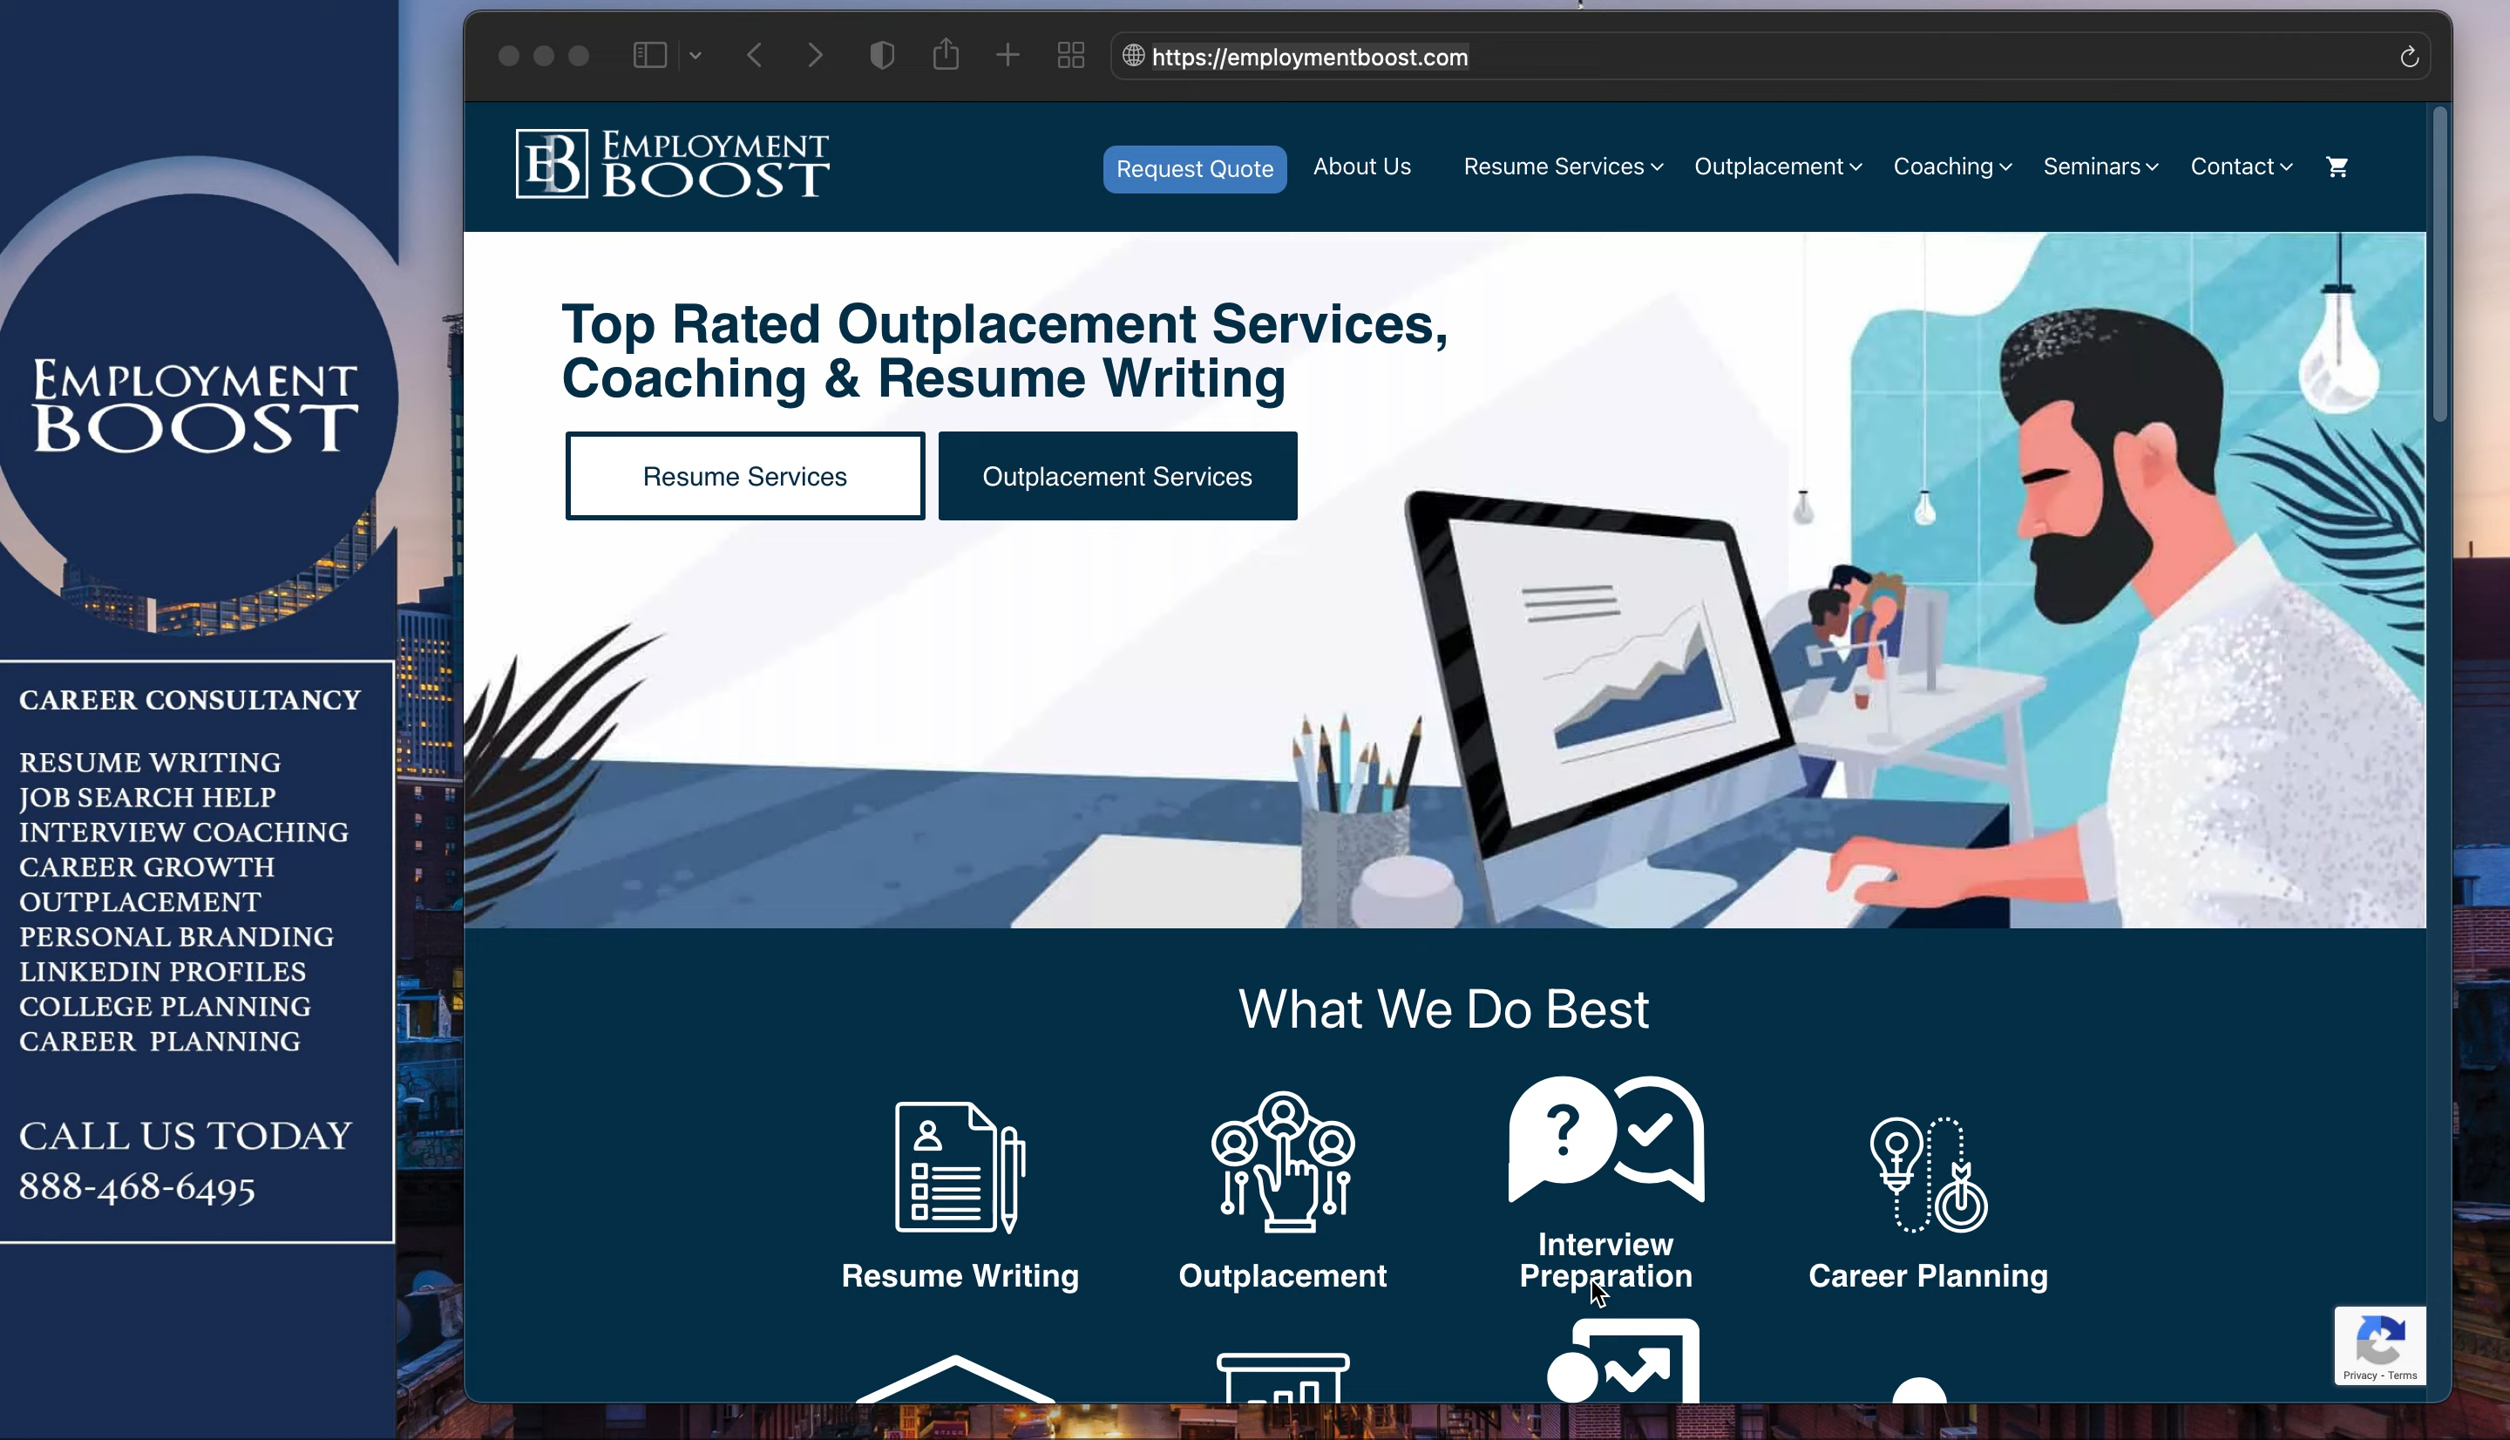 EMPLOYMENT
BOOST
CAREER CONSULTANCY
RESUME WRITING
JOB SEARCH HELP
INTERVIEW COACHING
CAREER GROWTH
OUTPLACEMENT
PERSONAL BRANDING
LINKEDIN PROFILES
COLLEGE PLANNING
CAREER PLANNING
CALL US TODAY
888-468-6495
https://employmentboost.com
EB
EMPLOYMENT
BOOST
Request Quote About Us Resume Services Outplacement Coaching Seminars Contact
Top Rated Outplacement Services,
Coaching & Resume Writing
Resume Services Outplacement Services
What We Do Best
?
Resume Writing
Outplacement
Interview
Preparation
Career Planning
Privacy - Terms